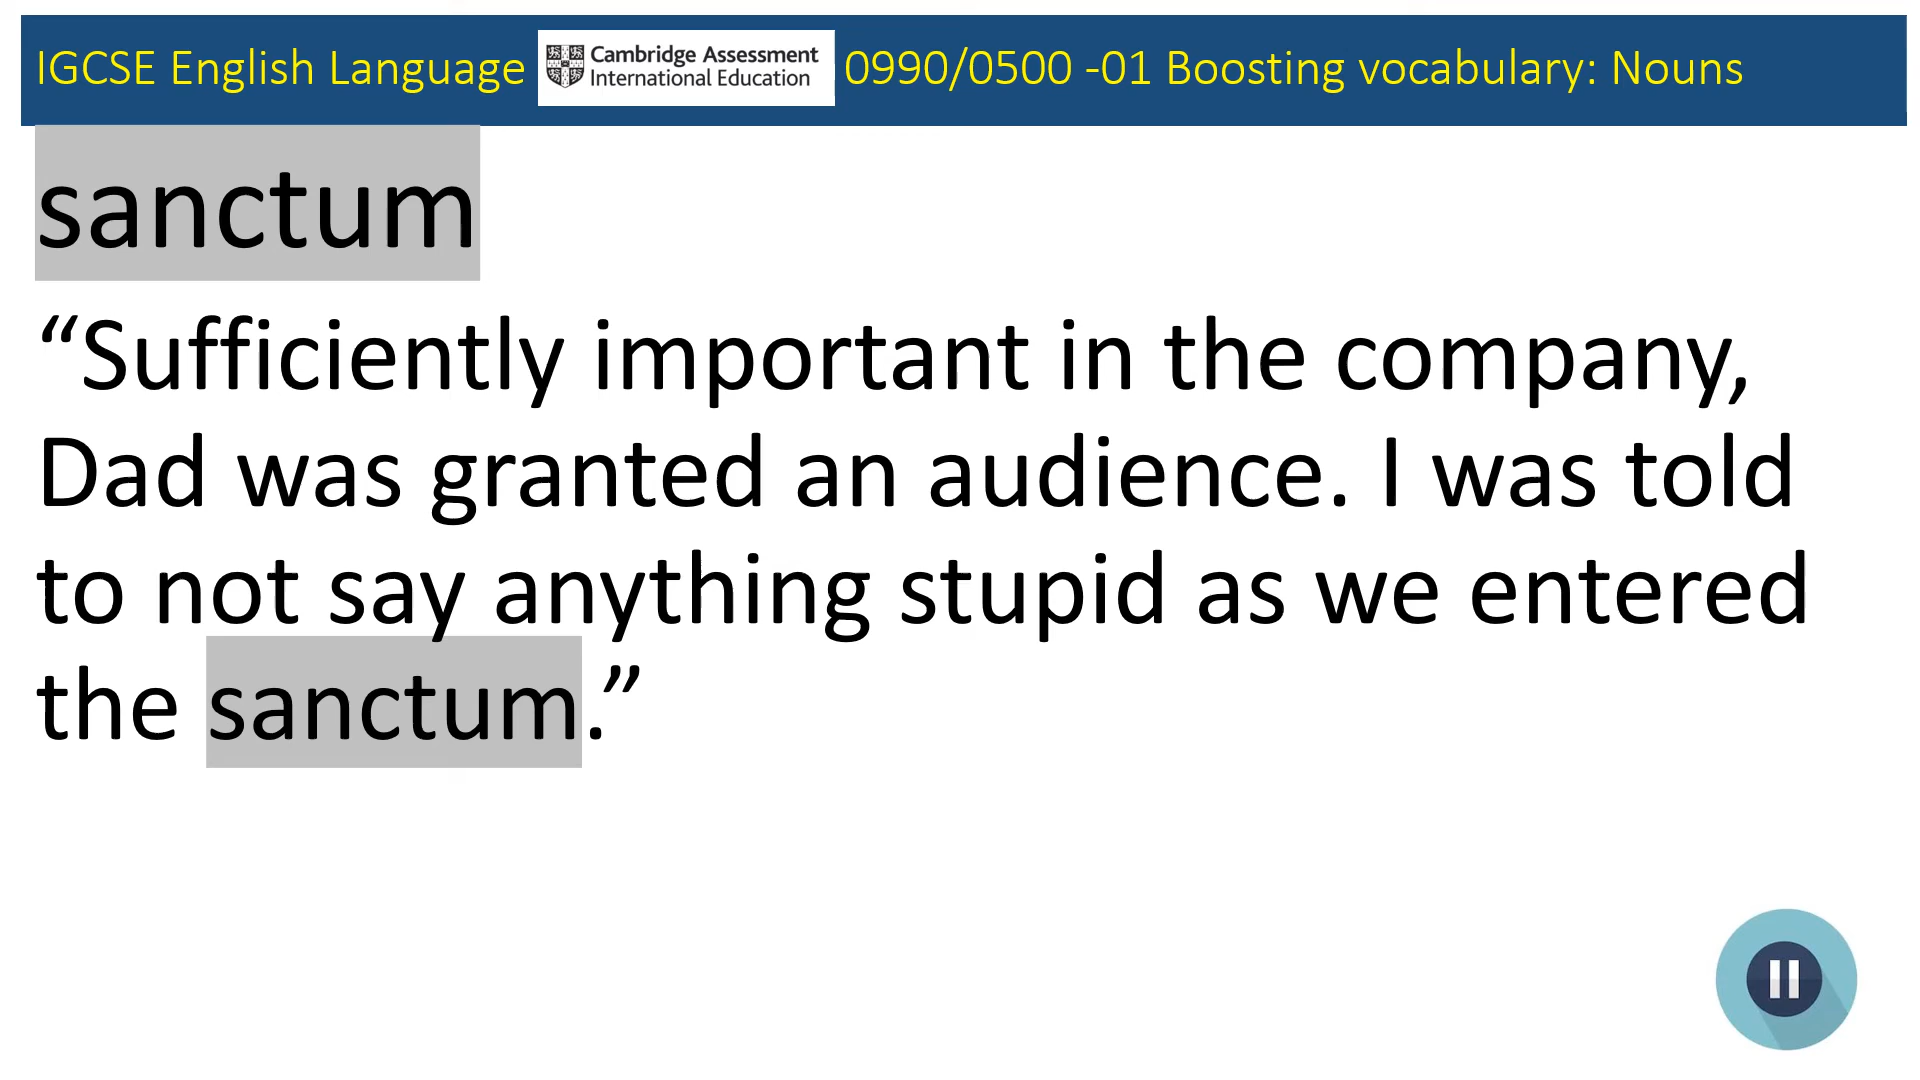 IGCSE English Language Cambridge Assessment International Education 0990/0500 -01 Boosting vocabulary: Nouns
sanctum
“Sufficiently important in the company,
Dad was granted an audience. I was told
to not say anything stupid as we entered
the sanctum.”